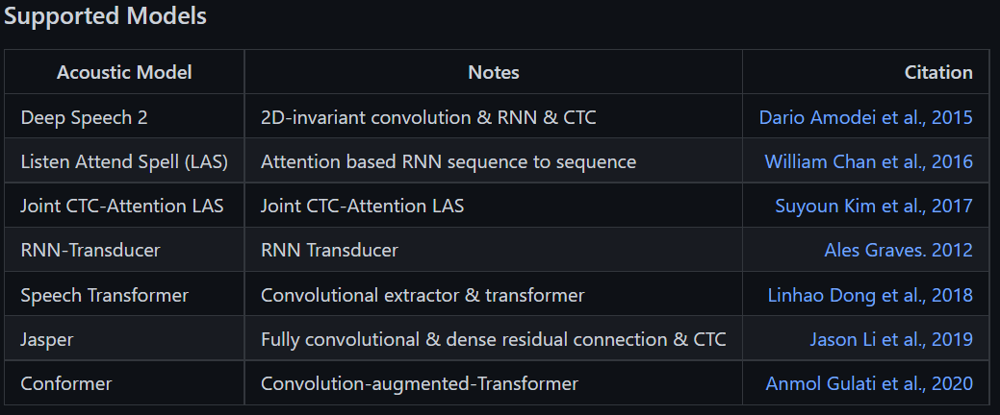 Supported Models
Acoustic Model Notes Citation
Deep Speech 2 2D-invariant convolution & RNN & CTC Dario Amodei et al., 2015
Listen Attend Spell (LAS) Attention based RNN sequence to sequence William Chan et al., 2016
Joint CTC-Attention LAS Joint CTC-Attention LAS Suyoun Kim et al., 2017
RNN-Transducer RNN Transducer Ales Graves. 2012
Speech Transformer Convolutional extractor & transformer Linhao Dong et al., 2018
Jasper Fully convolutional & dense residual connection & CTC Jason Li et al., 2019
Conformer Convolution-augmented-Transformer Anmol Gulati et al., 2020